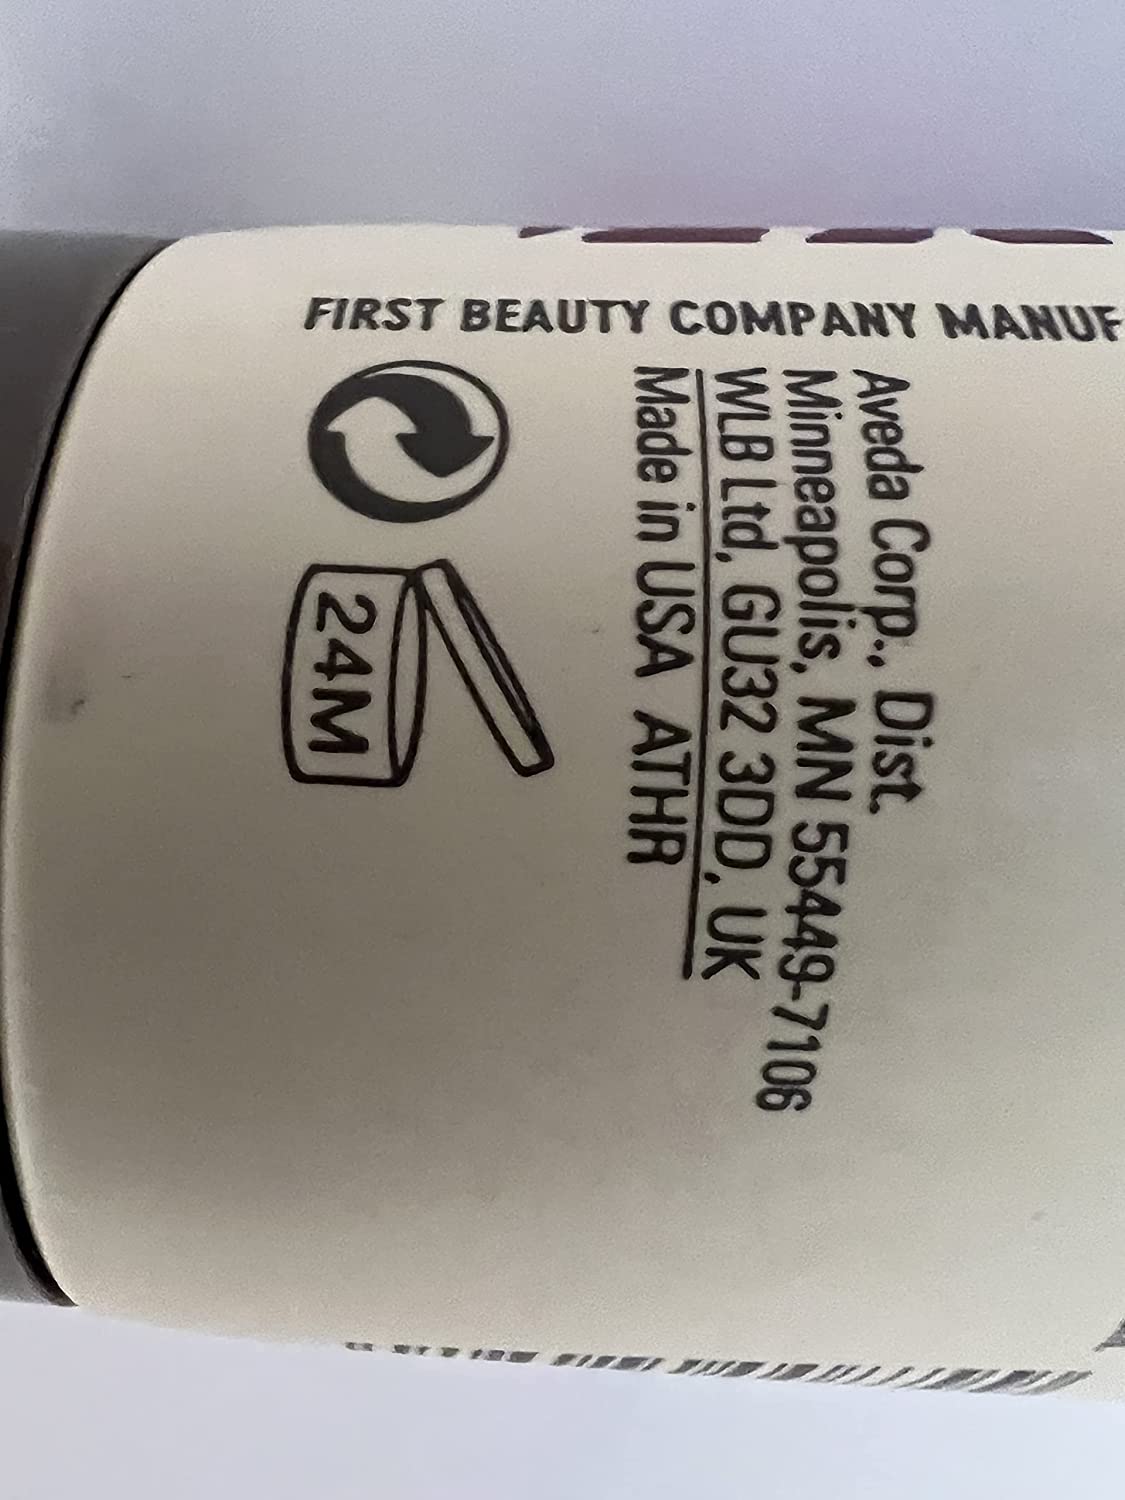 FIRST BEAUTY COMPANY MANUF
Aveda Corp., Dist.
Minneapolis, MN 55449-7106
WLB Ltd, GU32 3DD, UK
Made in USA ATHR
24M